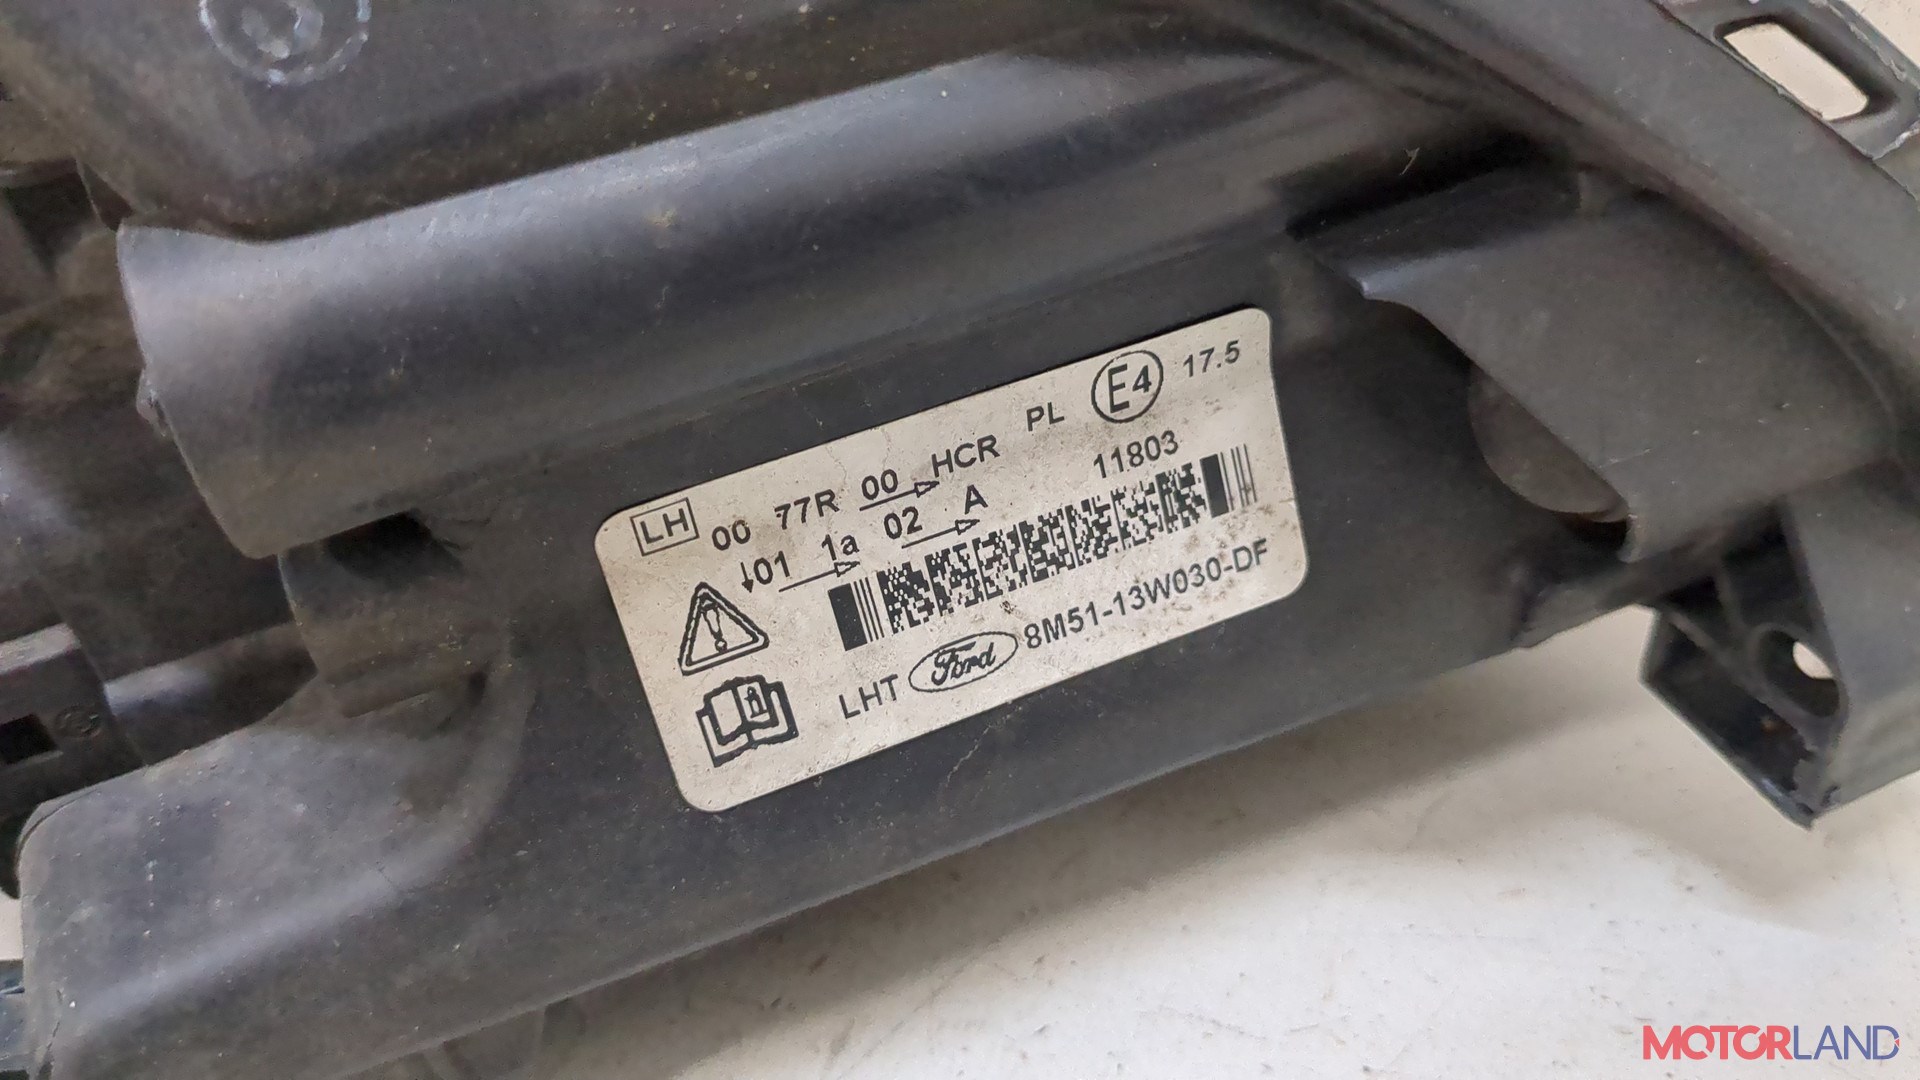 LH 00 77R 00 HCR PL E4 17.5
01 1a 02 A 11803
LHT Ford 8M51-13W030-DF
MOTORLAND